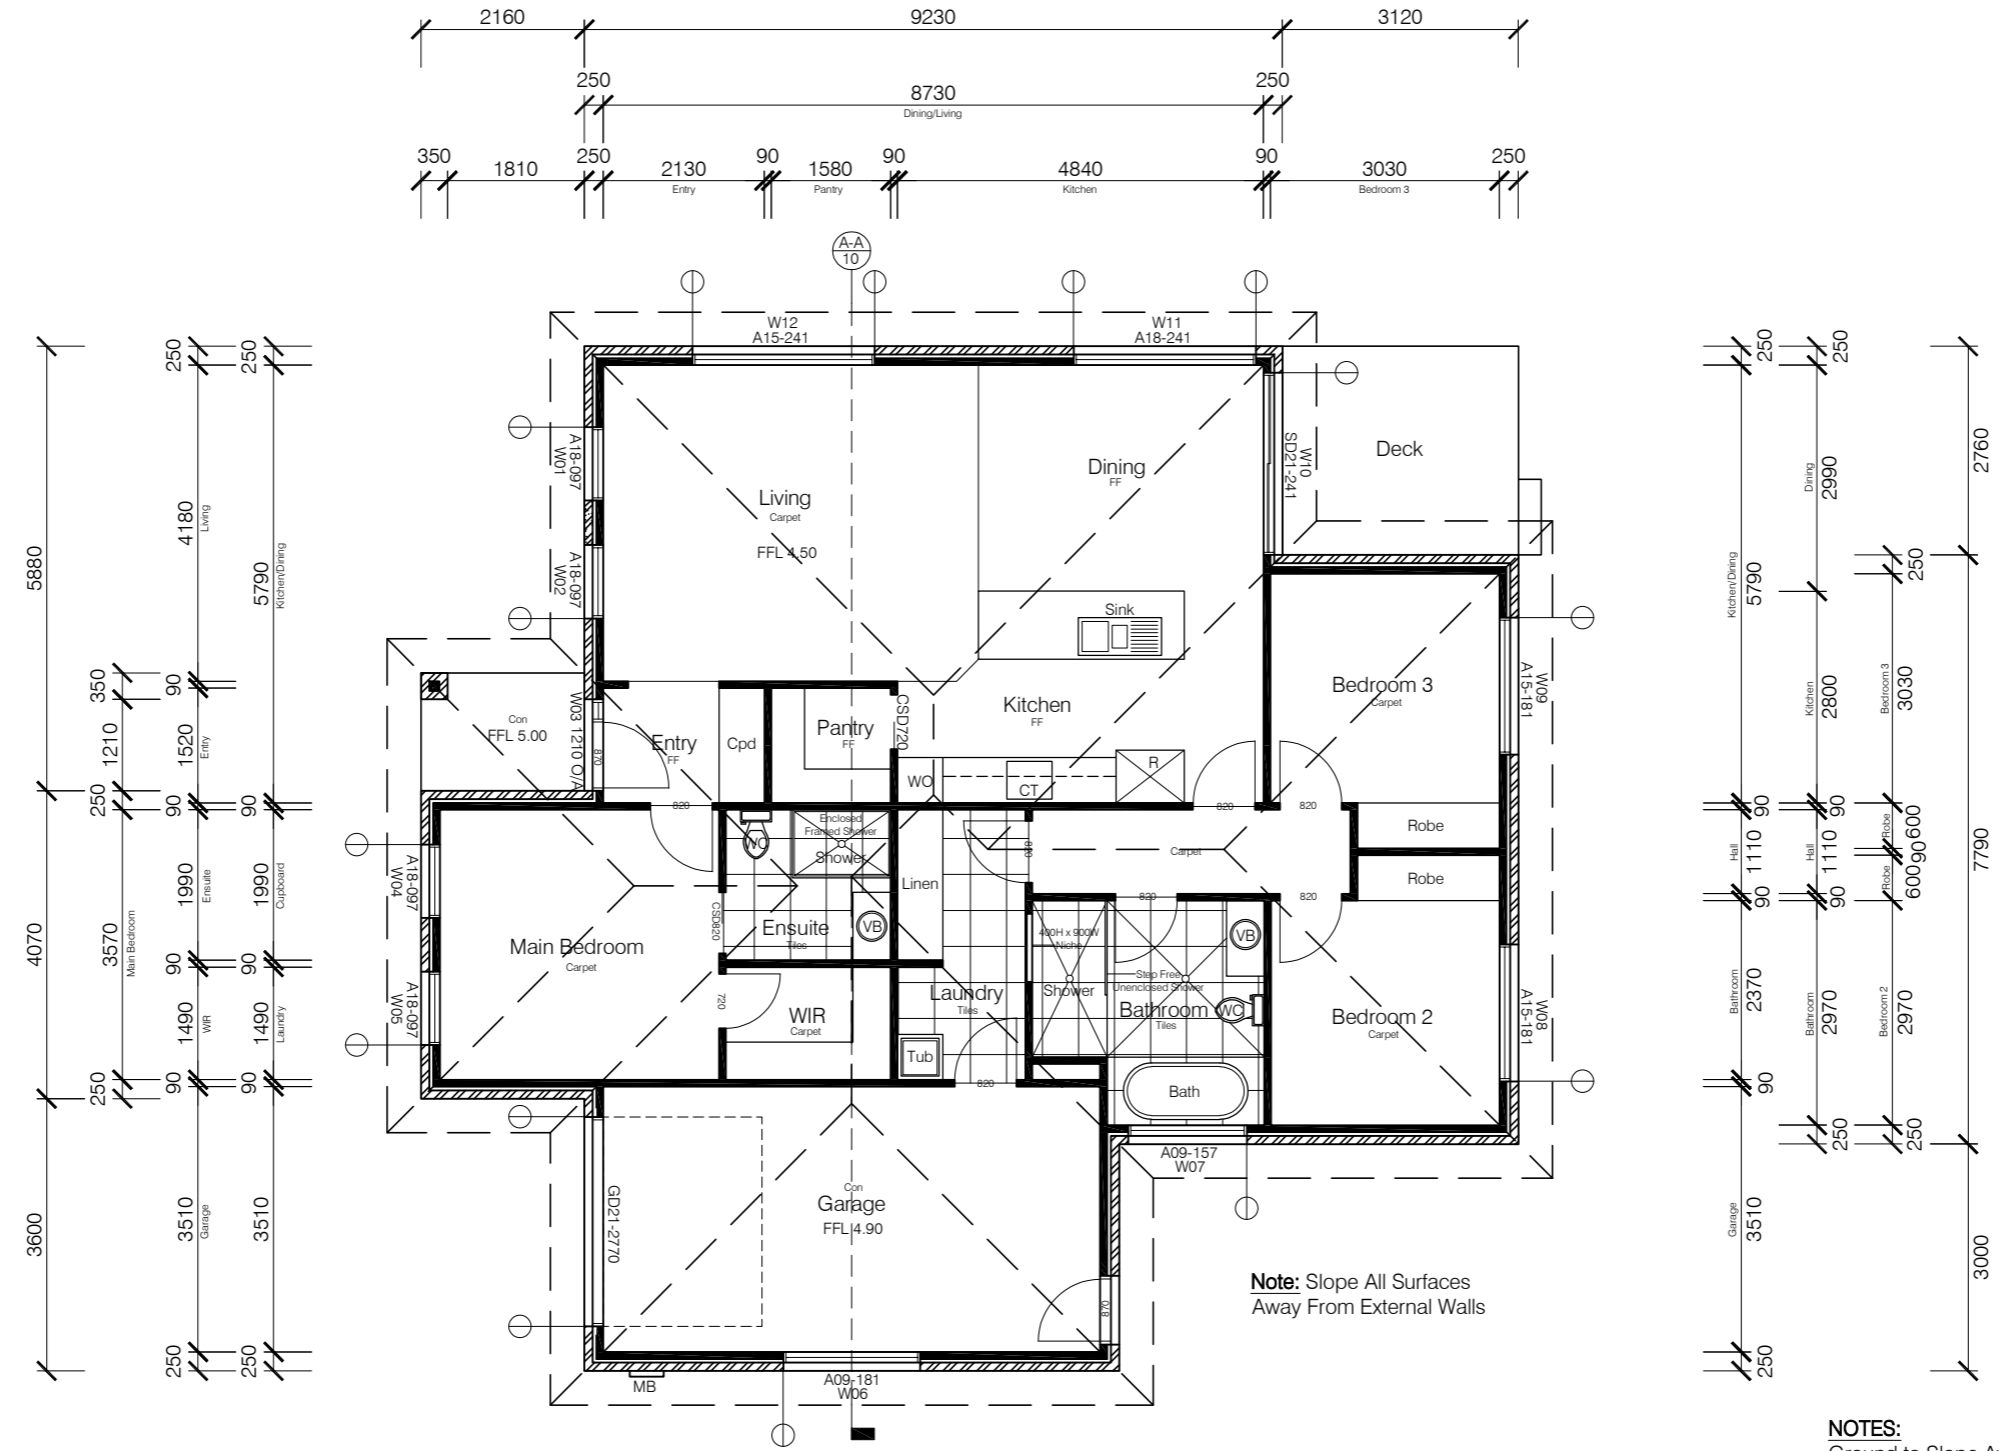 2160
9230
3120
250
250
8730
Dining/Living
350
1810
250
2130
Entry
90
1580
Pantry
90
4840
Kitchen
90
3030
Bedroom 3
250
A-A
10
W12
A15-241
W11
A18-241
5880
4070
3600
350
1210
250
3570
Main Bedroom
250
250
4180
Living
90
1520
Entry
90
1990
Ensuite
90
1490
WIR
90
3510
Garage
250
250
5790
Kitchen/Dining
90
1990
Cupboard
90
1490
Laundry
90
3510
250
A18-097
W01
A18-097
W02
W03 1210 O/A
870
A18-097
W04
A18-097
W05
Living
Carpet
FFL 4.50
Dining
FF
W10
SD21-241
Deck
Sink
Kitchen
FF
Con
FFL 5.00
Entry
FF
Cpd
Pantry
FF
CSD720
WO
CT
R
Bedroom 3
Carpet
W09
A15-181
820
820
820
Robe
Robe
Carpet
820
820
820
WC
Enclosed
Framed Shower
Shower
Linen
Main Bedroom
Carpet
CSD820
Ensuite
Tiles
VB
400H x 900W
Niche
VB
Step Free
Unenclosed Shower
Shower
Bathroom
Tiles
WC
Laundry
Tiles
WIR
Carpet
720
Tub
820
Bath
Bedroom 2
Carpet
W08
A15-181
A09-157
W07
GD21-2770
Con
Garage
FFL 4.90
870
A09-181
W06
MB
Note: Slope All Surfaces
Away From External Walls
250
5790
Kitchen/Dining
90
1110
Hall
90
2370
Bathroom
90
3510
Garage
250
250
2990
Dining
2800
Kitchen
90
1110
Hall
90
2970
Bathroom
250
250
3030
Bedroom 3
600
Robe
90
600
Robe
2970
Bedroom 2
250
2760
7790
3000
NOTES: